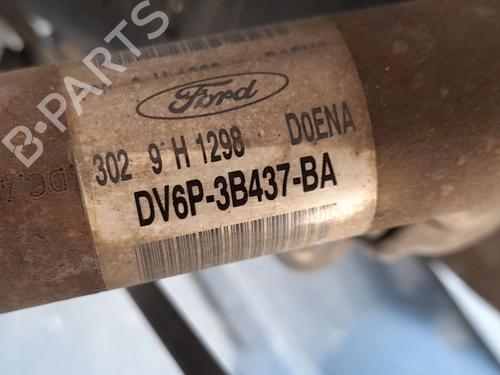 B-PARTS
Ford
302 9 H 1298 D0ENA
DV6P-3B437-BA